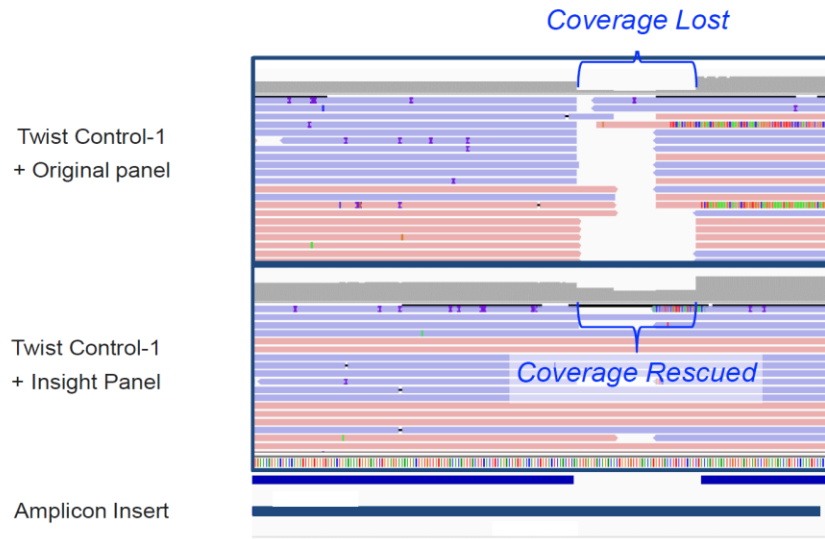 Coverage Lost
Twist Control-1
+ Original panel
Twist Control-1
+ Insight Panel
Coverage Rescued
Amplicon Insert